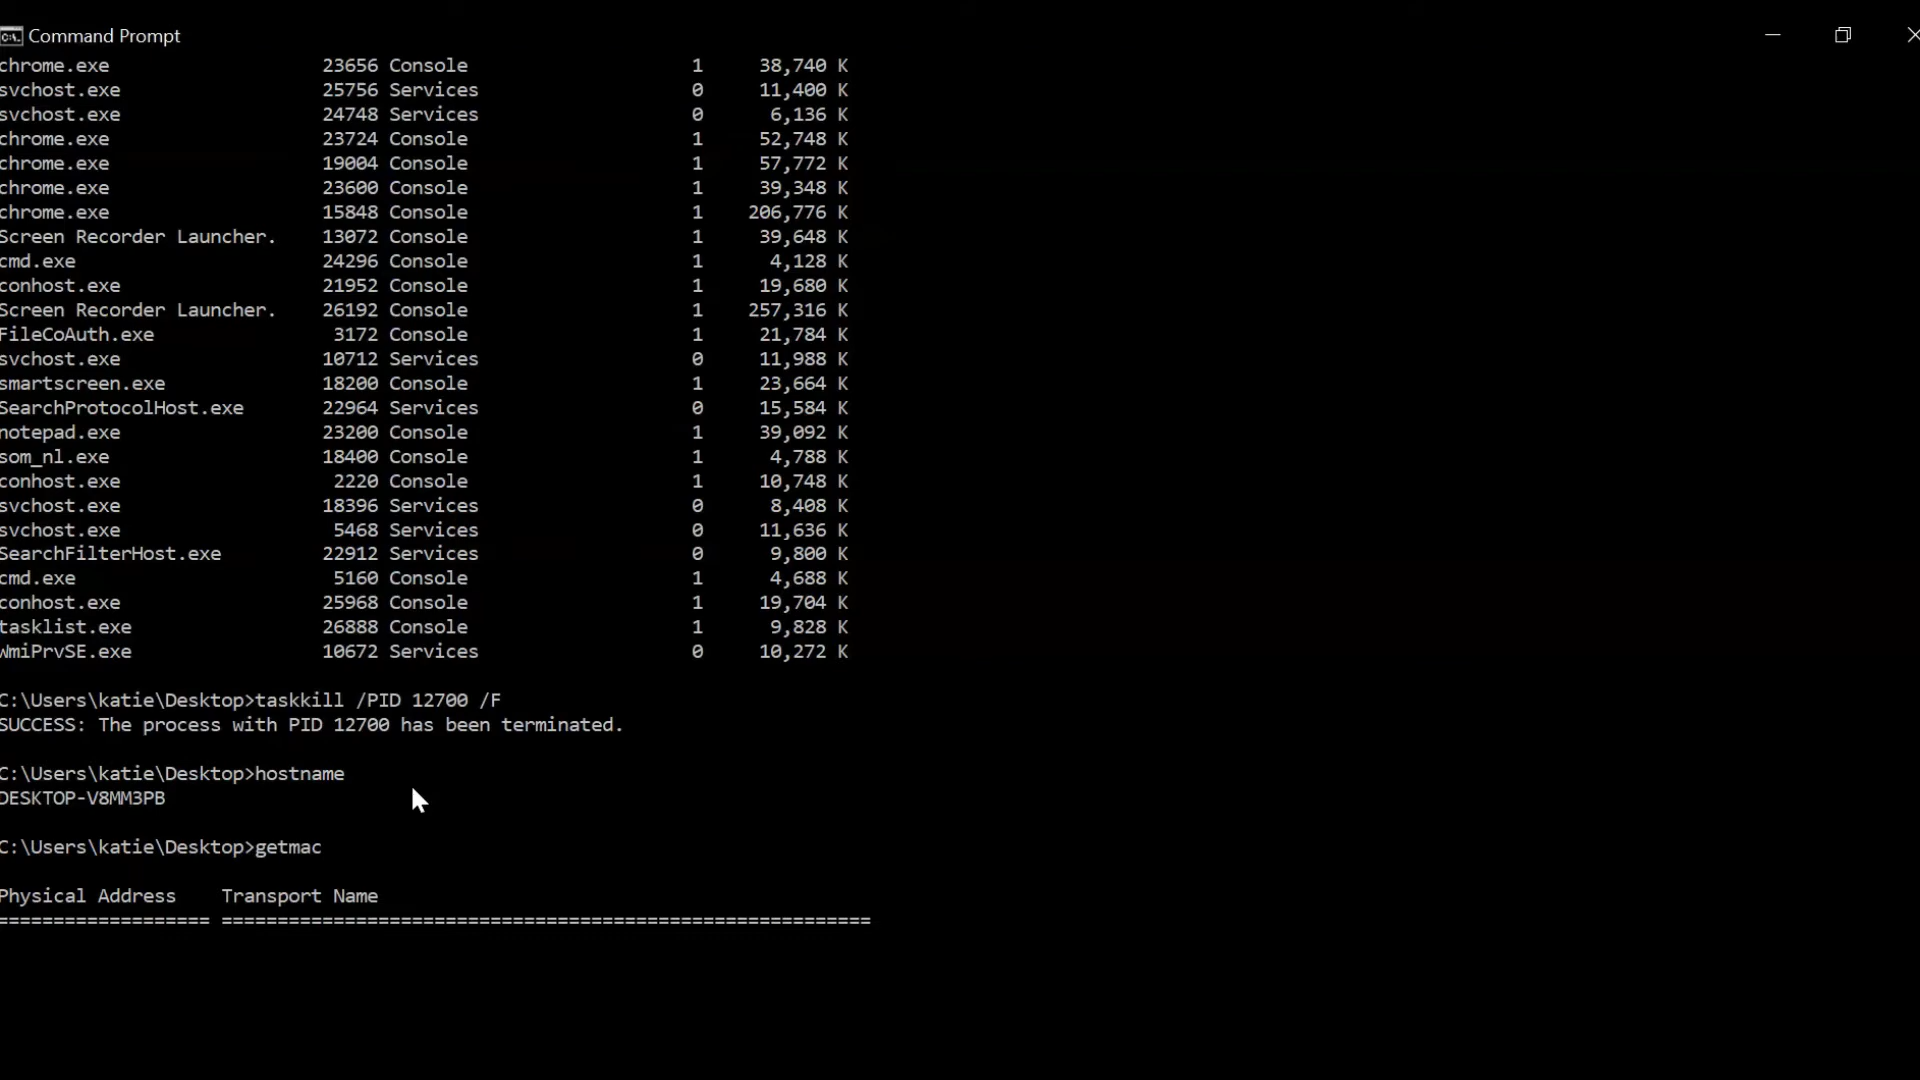 Command Prompt
chrome.exe 23656 Console 1 38,740 K
svchost.exe 25756 Services 0 11,400 K
svchost.exe 24748 Services 0 6,136 K
chrome.exe 23724 Console 1 52,748 K
chrome.exe 19004 Console 1 57,772 K
chrome.exe 23600 Console 1 39,348 K
chrome.exe 15848 Console 1 206,776 K
Screen Recorder Launcher. 13072 Console 1 39,648 K
cmd.exe 24296 Console 1 4,128 K
conhost.exe 21952 Console 1 19,680 K
Screen Recorder Launcher. 26192 Console 1 257,316 K
FileCoAuth.exe 3172 Console 1 21,784 K
svchost.exe 10712 Services 0 11,988 K
smartscreen.exe 18200 Console 1 23,664 K
SearchProtocolHost.exe 22964 Services 0 15,584 K
notepad.exe 23200 Console 1 39,092 K
som_nl.exe 18400 Console 1 4,788 K
conhost.exe 2220 Console 1 10,748 K
svchost.exe 18396 Services 0 8,408 K
svchost.exe 5468 Services 0 11,636 K
SearchFilterHost.exe 22912 Services 0 9,800 K
cmd.exe 5160 Console 1 4,688 K
conhost.exe 25968 Console 1 19,704 K
tasklist.exe 26888 Console 1 9,828 K
WmiPrvSE.exe 10672 Services 0 10,272 K
C:\Users\katie\Desktop>taskkill /PID 12700 /F
SUCCESS: The process with PID 12700 has been terminated.
C:\Users\katie\Desktop>hostname
DESKTOP-V8MM3PB
C:\Users\katie\Desktop>getmac
Physical Address Transport Name
=================== ==========================================================